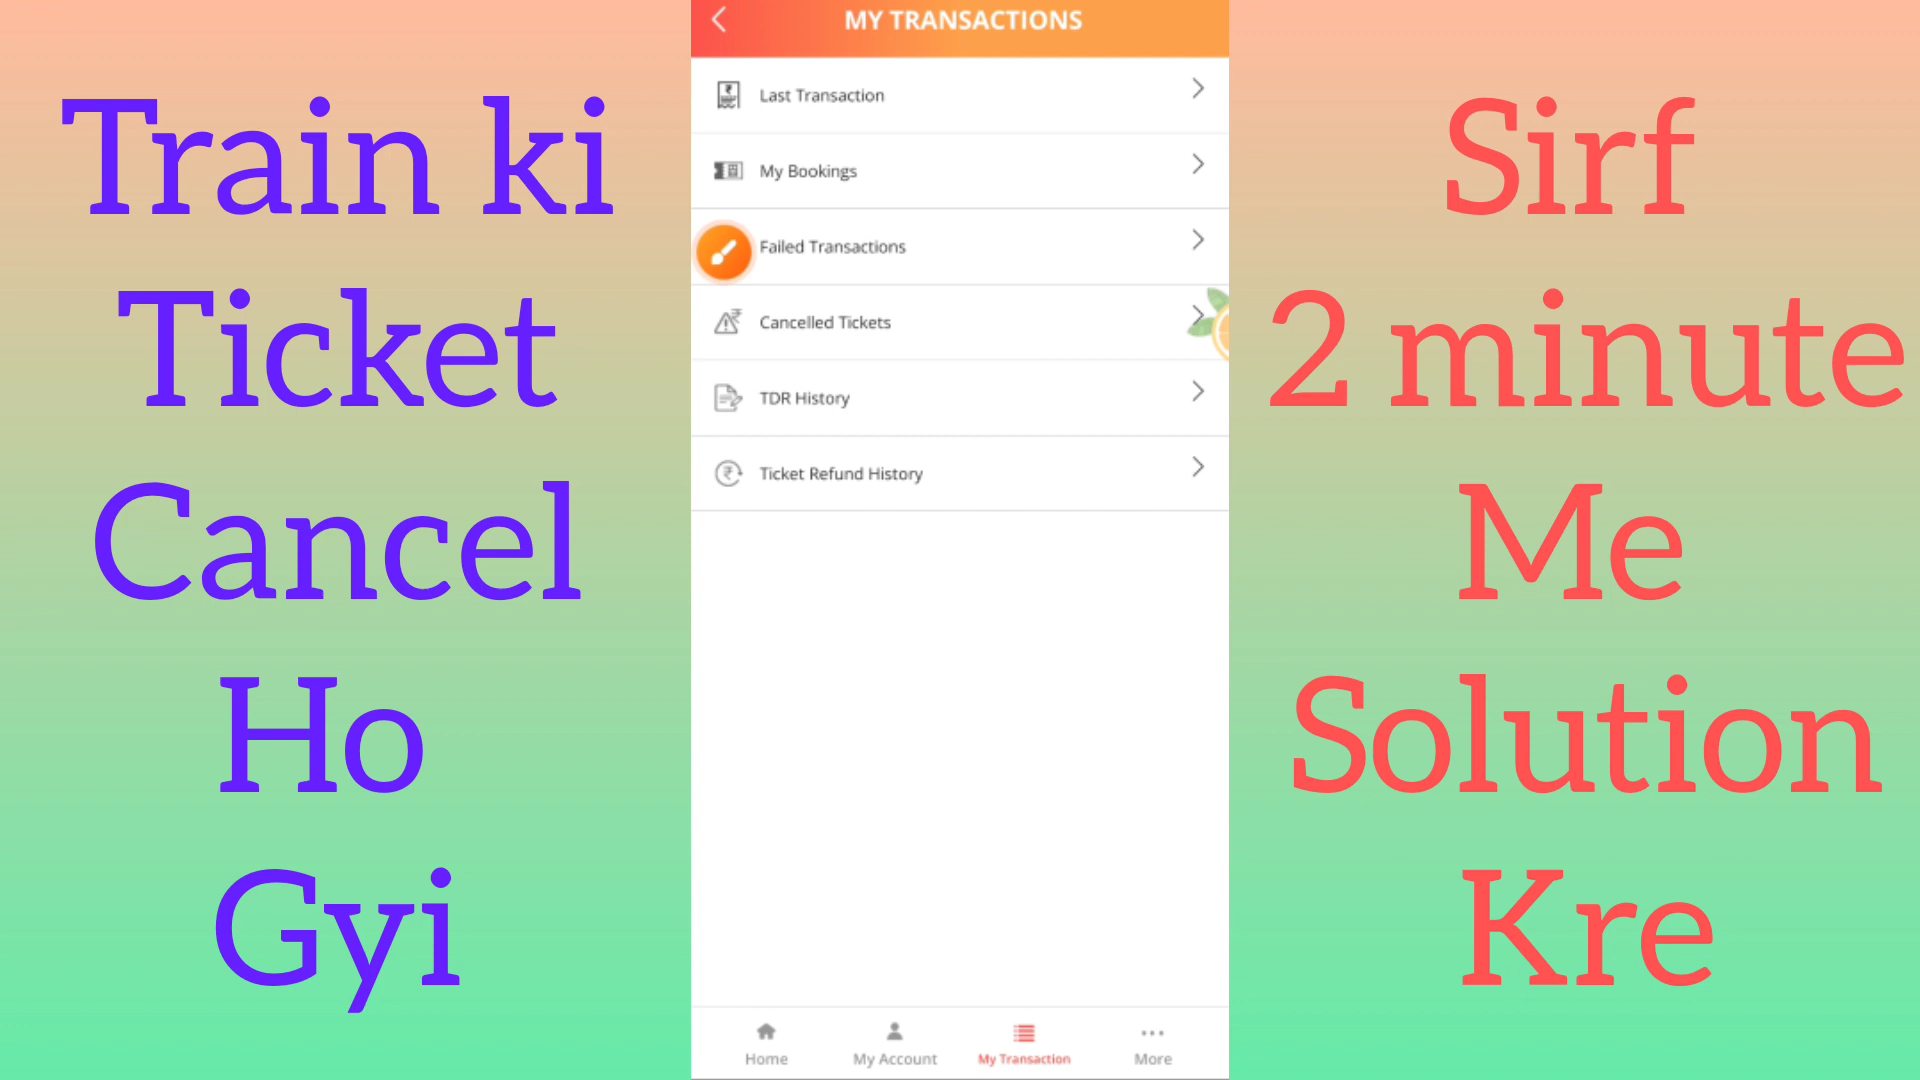 Train ki
Ticket
Cancel
Ho
Gyi
MY TRANSACTIONS
Last Transaction
My Bookings
Failed Transactions
Cancelled Tickets
TDR History
Ticket Refund History
Home
My Account
My Transaction
More
Sirf
2 minute
Me
Solution
Kre